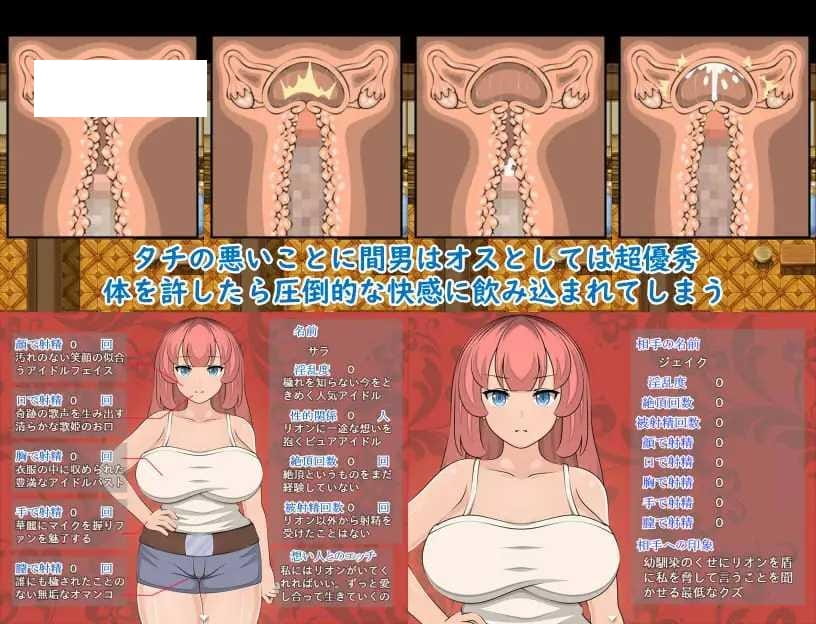 タチの悪いことに間男はオスとしては超優秀
体を許したら圧倒的な快感に飲み込まれてしまう
顔で射精 0 回
汚れのない笑顔の似合
うアイドルフェイス
口で射精 0 回
奇跡の歌声を生み出す
清らかな歌姫のお口
胸で射精 0 回
衣服の中に収められた
豊満なアイドルバスト
手で射精 0 回
華麗にマイクを握りフ
ァンを魅了する
膣で射精 0 回
誰にも穢されたことの
ない無垢なオマンコ
名前
サラ
淫乱度 0
穢れを知らない今をと
きめく人気アイドル
性的関係 0 人
リオンに一途な想いを
抱くピュアアイドル
絶頂回数 0 回
絶頂というものをまだ
経験していない
被射精回数 0 回
リオン以外から射精を
受けたことはない
想い人とのエッチ
私にはリオンがいてく
れればいい。ずっと愛
し合って生きていくの
相手の名前
ジェイク
淫乱度 0
絶頂回数 0
被射精回数 0
顔で射精 0
口で射精 0
胸で射精 0
手で射精 0
膣で射精 0
相手への印象
幼馴染のくせにリオンを盾
に私を脅して言うことを聞
かせる最低なクズ